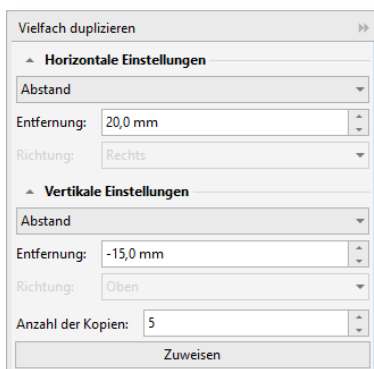 Vielfach duplizieren
Horizontale Einstellungen
Abstand
Entfernung: 20,0 mm
Richtung: Rechts
Vertikale Einstellungen
Abstand
Entfernung: -15,0 mm
Richtung: Oben
Anzahl der Kopien: 5
Zuweisen